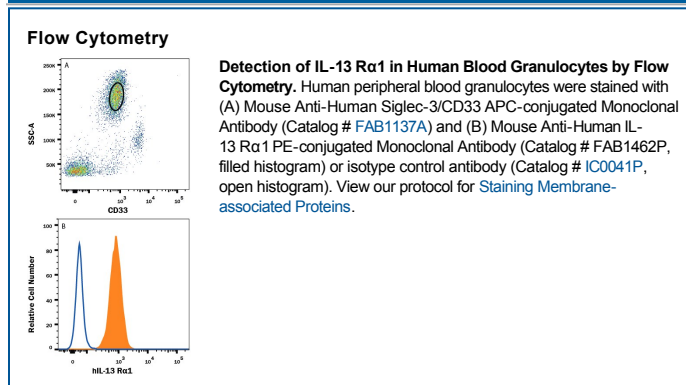 Flow Cytometry
A
250K
200K
150K
100K
50K
SSC-A
0
10³
10⁴
10⁵
CD33
B
100
80
60
40
20
0
Relative Cell Number
0
10³
10⁴
10⁵
hIL-13 Rα1
Detection of IL-13 Rα1 in Human Blood Granulocytes by Flow
Cytometry. Human peripheral blood granulocytes were stained with
(A) Mouse Anti-Human Siglec-3/CD33 APC-conjugated Monoclonal
Antibody (Catalog # FAB1137A) and (B) Mouse Anti-Human IL-
13 Rα1 PE-conjugated Monoclonal Antibody (Catalog # FAB1462P,
filled histogram) or isotype control antibody (Catalog # IC0041P,
open histogram). View our protocol for Staining Membrane-
associated Proteins.